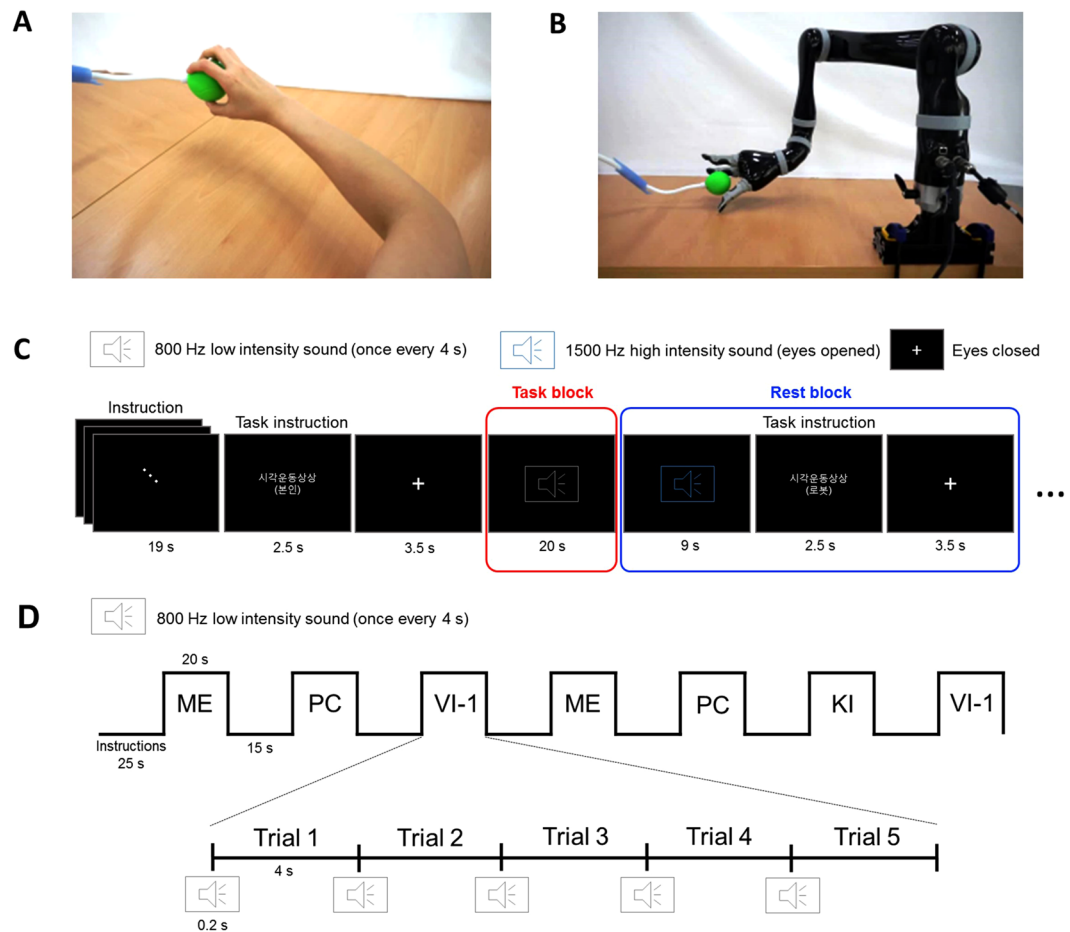 A
B
C
800 Hz low intensity sound (once every 4 s)
1500 Hz high intensity sound (eyes opened)
Eyes closed
Task block
Rest block
Instruction
Task instruction
Task instruction
시각운동상상
(본인)
시각운동상상
(로봇)
...
19 s
2.5 s
3.5 s
20 s
9 s
2.5 s
3.5 s
D
800 Hz low intensity sound (once every 4 s)
20 s
ME
PC
VI-1
ME
PC
KI
VI-1
Instructions
25 s
15 s
Trial 1
Trial 2
Trial 3
Trial 4
Trial 5
4 s
0.2 s